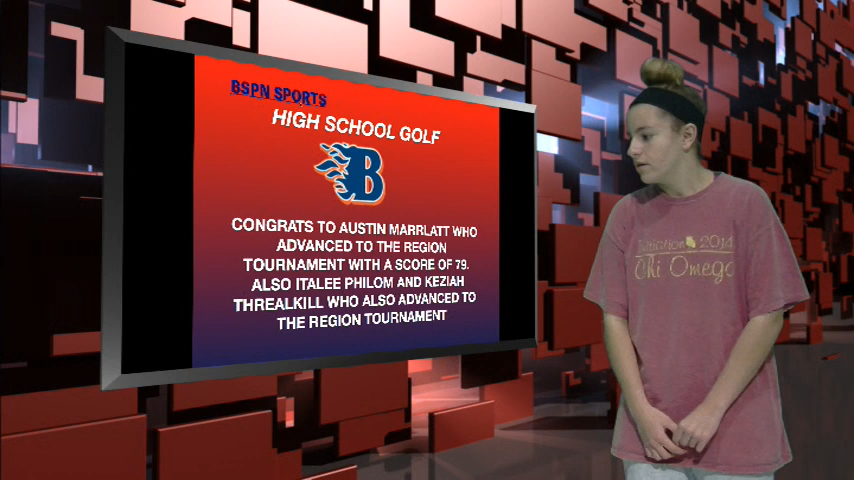 BSPN SPORTS
HIGH SCHOOL GOLF
B
CONGRATS TO AUSTIN MARRLATT WHO
ADVANCED TO THE REGION
TOURNAMENT WITH A SCORE OF 79.
ALSO ITALEE PHILOM AND KEZIAH
THREALKILL WHO ALSO ADVANCED TO
THE REGION TOURNAMENT
Initiation 2014
Chi Omega